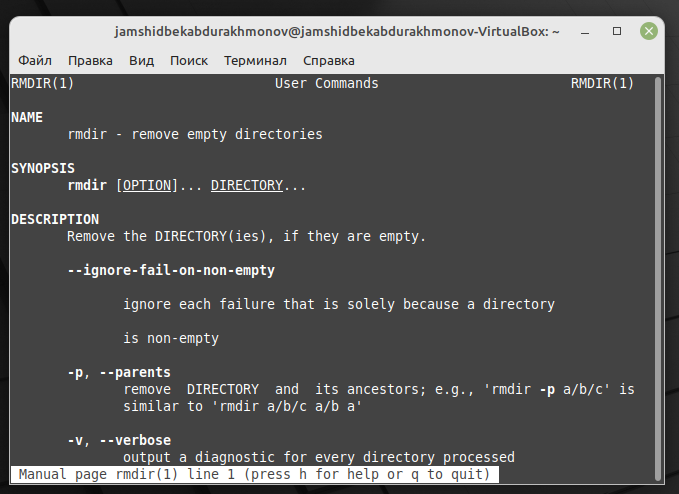 jamshidbekabdurakhmonov@jamshidbekabdurakhmonov-VirtualBox: ~
Файл Правка Вид Поиск Терминал Справка
RMDIR(1) User Commands RMDIR(1)
NAME
rmdir - remove empty directories
SYNOPSIS
rmdir [OPTION]... DIRECTORY...
DESCRIPTION
Remove the DIRECTORY(ies), if they are empty.
--ignore-fail-on-non-empty
ignore each failure that is solely because a directory
is non-empty
-p, --parents
remove DIRECTORY and its ancestors; e.g., 'rmdir -p a/b/c' is
similar to 'rmdir a/b/c a/b a'
-v, --verbose
output a diagnostic for every directory processed
Manual page rmdir(1) line 1 (press h for help or q to quit)